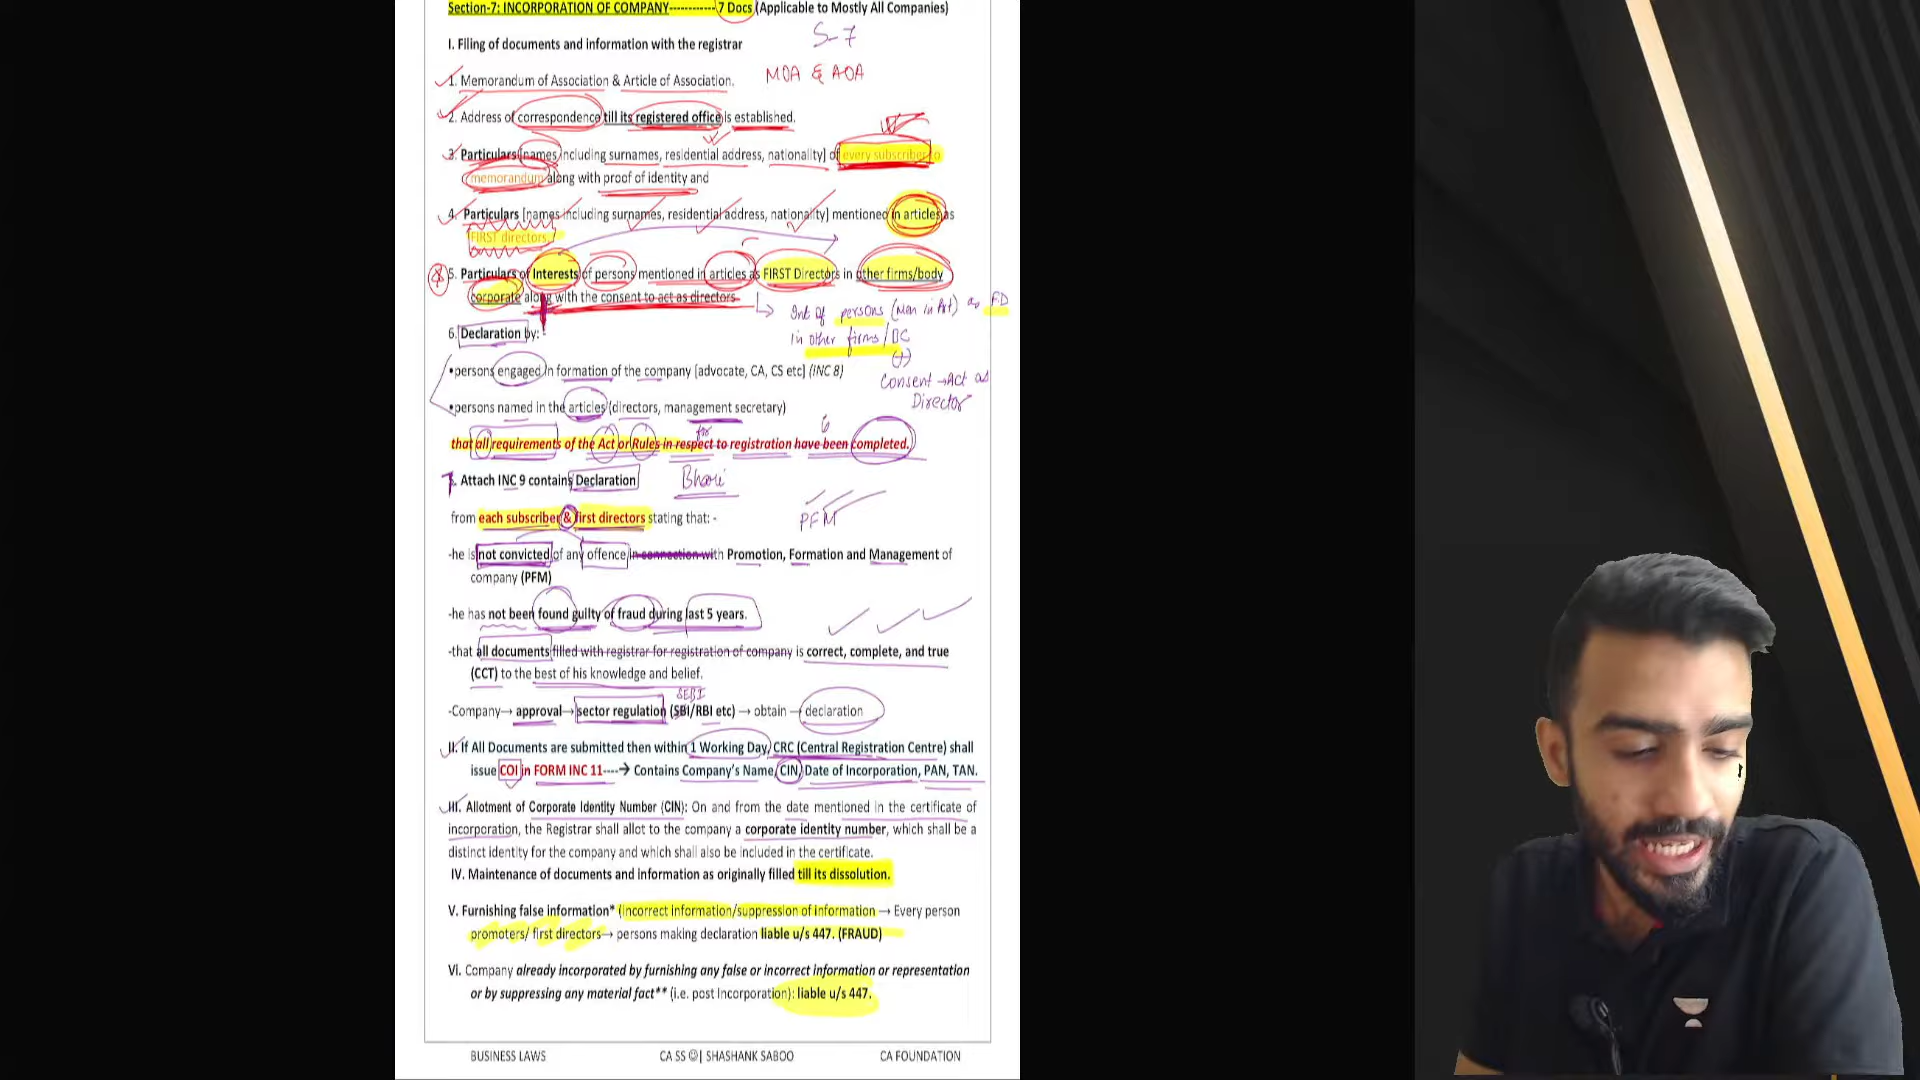 Section-7: INCORPORATION OF COMPANY------------7 Docs (Applicable to Mostly All Companies)
S-7
I. Filing of documents and information with the registrar
1. Memorandum of Association & Article of Association.
MOA & AOA
2. Address of correspondence till its registered office is established.
3. Particulars [names including surnames, residential address, nationality] of every subscriber to
memorandum along with proof of identity and
4. Particulars [names including surnames, residential address, nationality] mentioned in articles as
FIRST directors.
5. Particulars of Interests of persons mentioned in articles as FIRST Directors in other firms/body
corporate along with the consent to act as directors.
Int of persons (Men in Art) as FD
in other firms/BC
(+)
Consent → Act as
Director
6. Declaration by:
•persons engaged in formation of the company [advocate, CA, CS etc] (INC 8)
•persons named in the articles (directors, management secretary)
for
that all requirements of the Act or Rules in respect to registration have been completed.
7. Attach INC 9 contains Declaration
Bhari
from each subscriber & first directors stating that: -
PFM
-he is not convicted of any offence in connection with Promotion, Formation and Management of
company (PFM)
-he has not been found guilty of fraud during last 5 years.
-that all documents filled with registrar for registration of company is correct, complete, and true
(CCT) to the best of his knowledge and belief.
SEBI
-Company→ approval→ sector regulation (SBI/RBI etc) → obtain → declaration
II. If All Documents are submitted then within 1 Working Day, CRC (Central Registration Centre) shall
issue COI in FORM INC 11----→ Contains Company's Name, CIN, Date of Incorporation, PAN, TAN.
III. Allotment of Corporate Identity Number (CIN): On and from the date mentioned in the certificate of
incorporation, the Registrar shall allot to the company a corporate identity number, which shall be a
distinct identity for the company and which shall also be included in the certificate.
IV. Maintenance of documents and information as originally filled till its dissolution.
V. Furnishing false information* (Incorrect information/suppression of information → Every person
promoters/ first directors→ persons making declaration liable u/s 447. (FRAUD)
VI. Company already incorporated by furnishing any false or incorrect information or representation
or by suppressing any material fact** (i.e. post Incorporation): liable u/s 447.
BUSINESS LAWS
CA SS ☺| SHASHANK SABOO
CA FOUNDATION